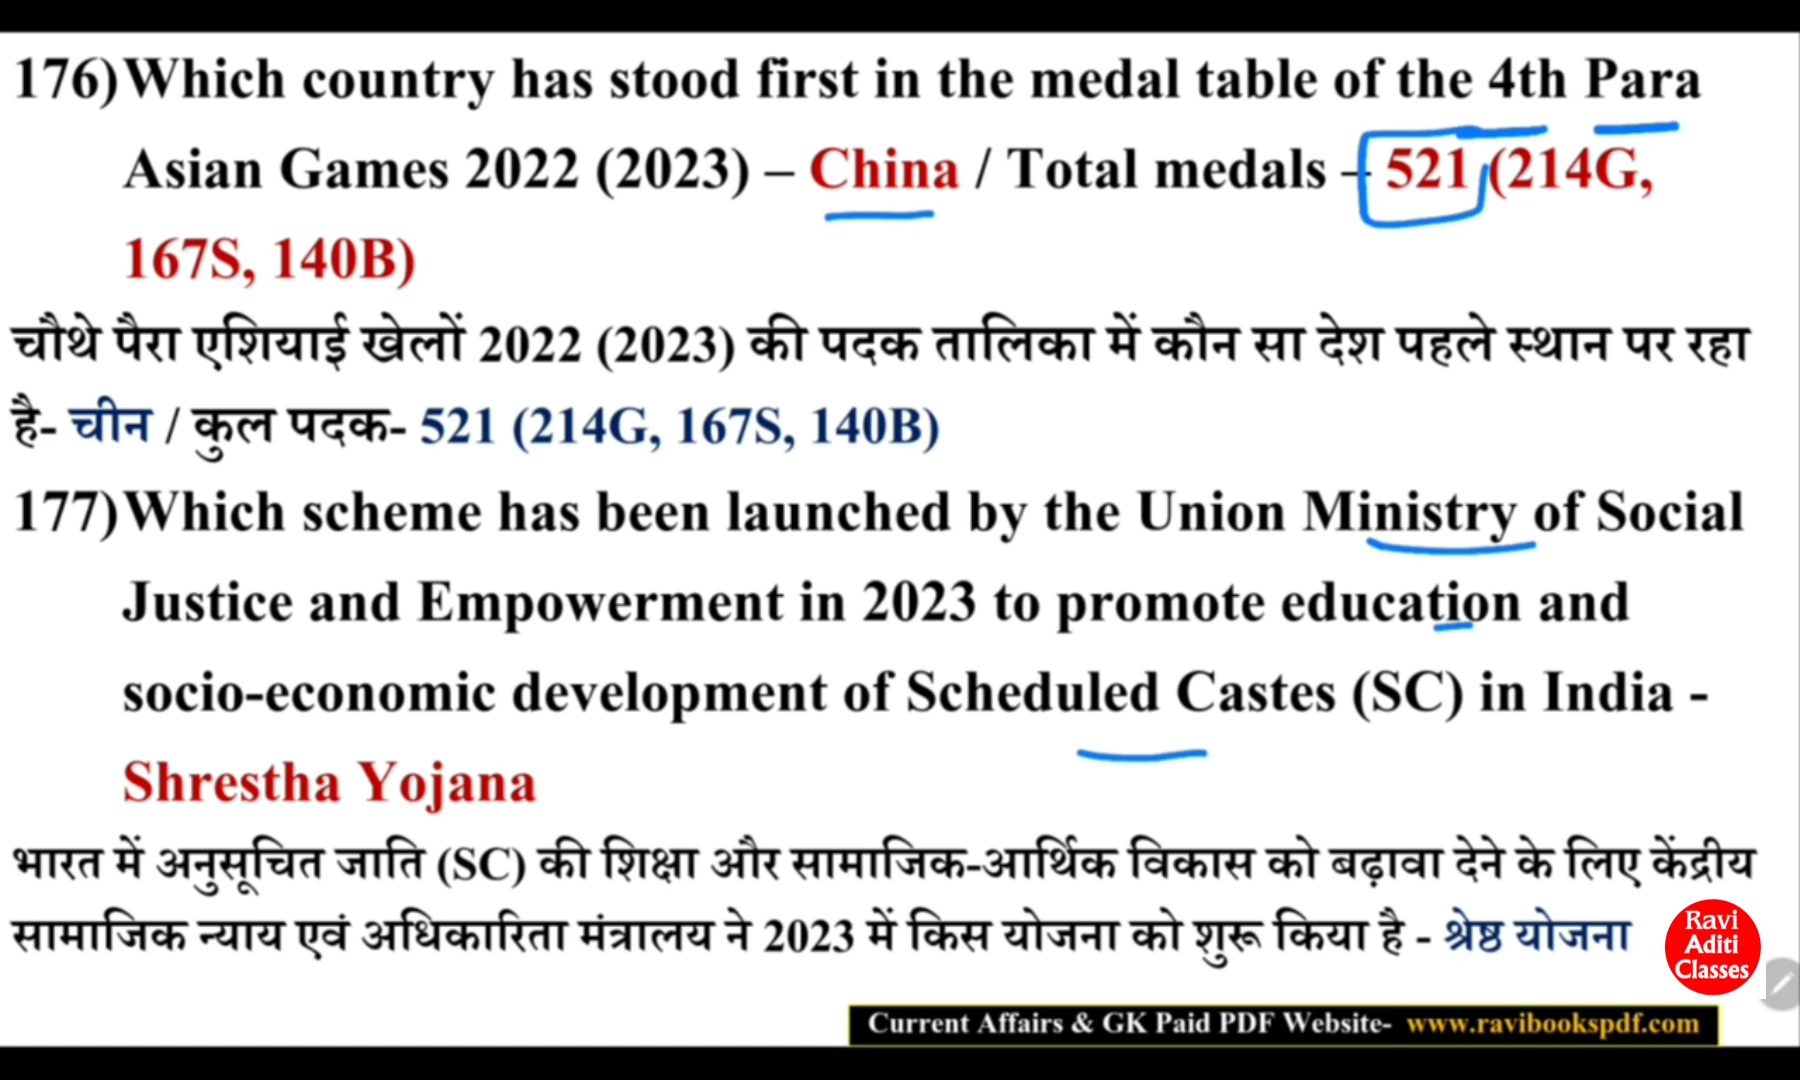 176)Which country has stood first in the medal table of the 4th Para
Asian Games 2022 (2023) – China / Total medals – 521 (214G,
167S, 140B)
चौथे पैरा एशियाई खेलों 2022 (2023) की पदक तालिका में कौन सा देश पहले स्थान पर रहा
है- चीन / कुल पदक- 521 (214G, 167S, 140B)
177)Which scheme has been launched by the Union Ministry of Social
Justice and Empowerment in 2023 to promote education and
socio-economic development of Scheduled Castes (SC) in India -
Shrestha Yojana
भारत में अनुसूचित जाति (SC) की शिक्षा और सामाजिक-आर्थिक विकास को बढ़ावा देने के लिए केंद्रीय
सामाजिक न्याय एवं अधिकारिता मंत्रालय ने 2023 में किस योजना को शुरू किया है - श्रेष्ठ योजना
Ravi
Aditi
Classes
Current Affairs & GK Paid PDF Website- www.ravibookspdf.com